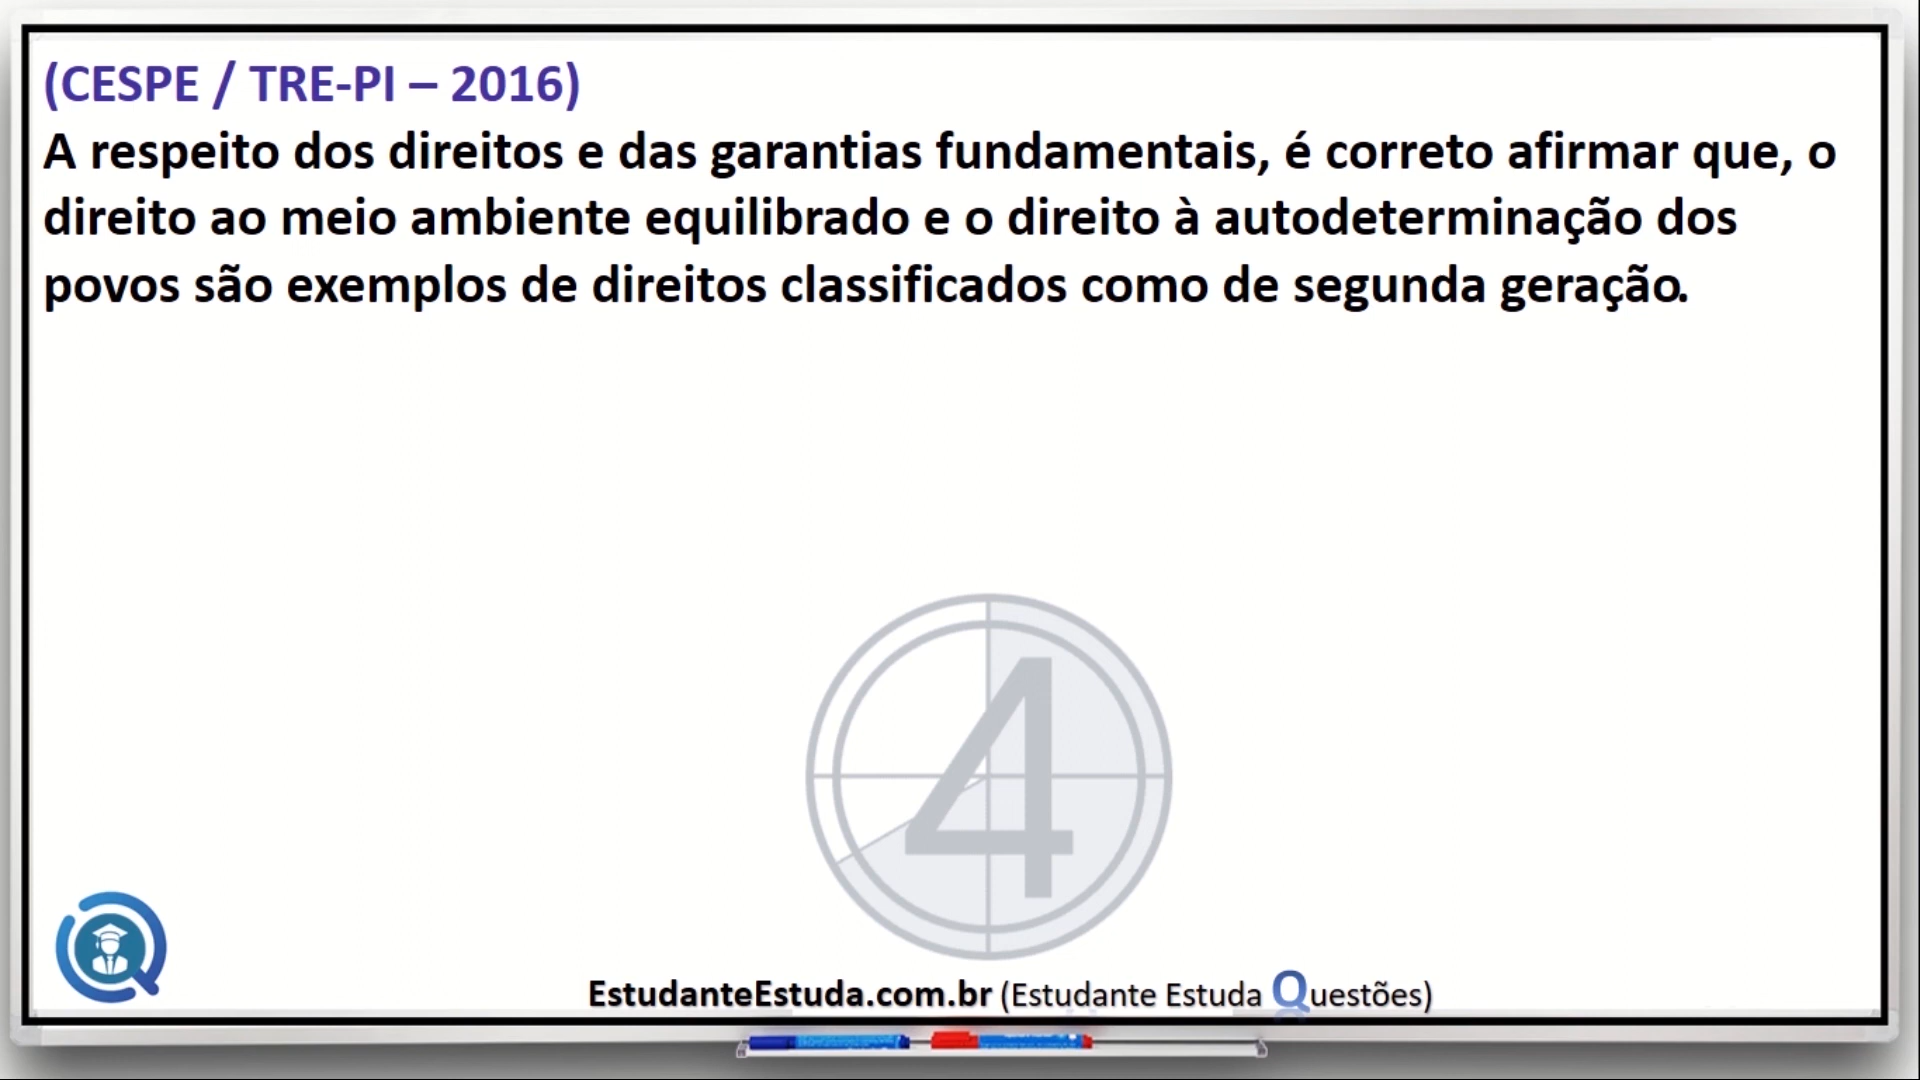 (CESPE / TRE-PI – 2016)
A respeito dos direitos e das garantias fundamentais, é correto afirmar que, o
direito ao meio ambiente equilibrado e o direito à autodeterminação dos
povos são exemplos de direitos classificados como de segunda geração.
4
EstudanteEstuda.com.br (Estudante Estuda Questões)